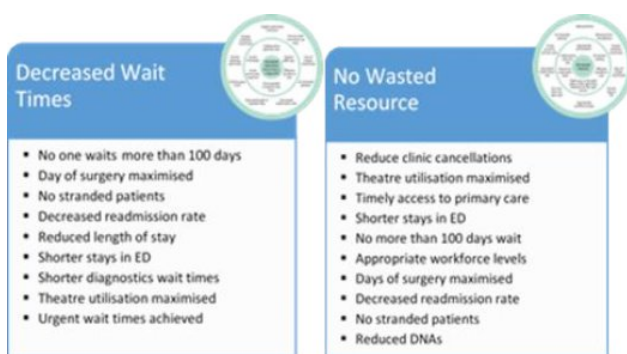 Decreased Wait
Times
No one waits more than 100 days
Day of surgery maximised
No stranded patients
Decreased readmission rate
Reduced length of stay
Shorter stays in ED
Shorter diagnostics wait times
Theatre utilisation maximised
Urgent wait times achieved
No Wasted
Resource
Reduce clinic cancellations
Theatre utilisation maximised
Timely access to primary care
Shorter stays in ED
No more than 100 days wait
Appropriate workforce levels
Days of surgery maximised
Decreased readmission rate
No stranded patients
Reduced DNAs